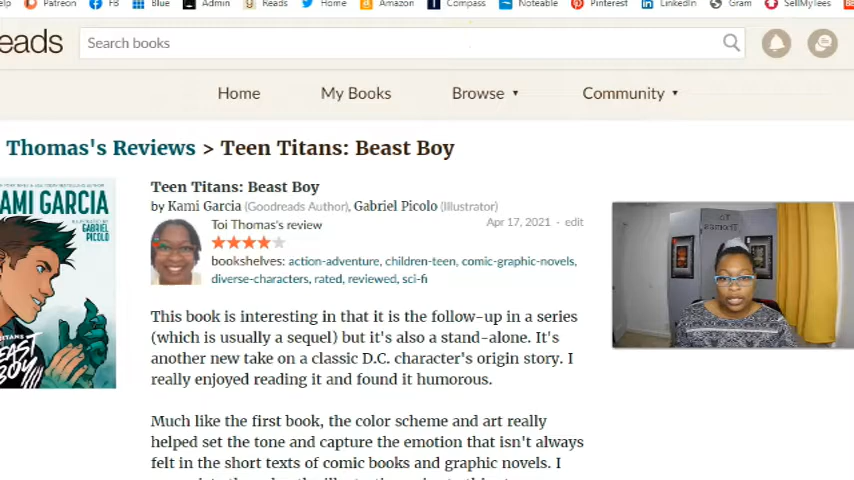 elp Patreon FB Blue Admin Reads Home Amazon Compass Noteable Pinterest LinkedIn Gram SellMyTees
eads Search books
Home My Books Browse Community
Thomas's Reviews > Teen Titans: Beast Boy
Teen Titans: Beast Boy
by Kami Garcia (Goodreads Author), Gabriel Picolo (Illustrator)
Toi Thomas's review Apr 17, 2021 - edit
bookshelves: action-adventure, children-teen, comic-graphic-novels,
diverse-characters, rated, reviewed, sci-fi
AMI GARCIA
ILLUSTRATED BY
GABRIEL
PICOLO
TITANS
EAST
BOY
This book is interesting in that it is the follow-up in a series
(which is usually a sequel) but it's also a stand-alone. It's
another new take on a classic D.C. character's origin story. I
really enjoyed reading it and found it humorous.
Much like the first book, the color scheme and art really
helped set the tone and capture the emotion that isn't always
felt in the short texts of comic books and graphic novels. I